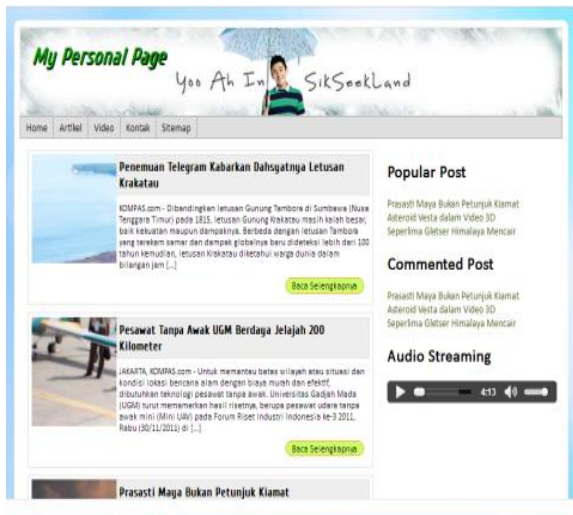 My Personal Page
Yoo Ah In SikSeekLand
Home Artikel Video Kontak Sitemap
Penemuan Telegram Kabarkan Dahsyatnya Letusan
Krakatau
KOMPAS.com - Dibandingkan letusan Gunung Tambora di Sumbawa (Nusa
Tenggara Timur) pada 1815, letusan Gunung Krakatau masih kalah besar,
baik kekuatan maupun dampaknya. Berbeda dengan letusan Tambora
yang terekam samar dan dampak globalnya baru dideteksi lebih dari 100
tahun kemudian, letusan Krakatau diketahui warga dunia dalam
bilangan jam [...]
Baca Selengkapnya
Pesawat Tanpa Awak UGM Berdaya Jelajah 200
Kilometer
JAKARTA, KOMPAS.com - Untuk memantau batas wilayah atau situasi dan
kondisi lokasi bencana alam dengan biaya murah dan efektif,
dibutuhkan teknologi pesawat tanpa awak. Universitas Gadjah Mada
(UGM) turut memamerkan hasil risetnya, berupa pesawat udara tanpa
awak mini (Mini UAV) pada Forum Riset Industri Indonesia ke-3 2011,
Rabu (30/11/2011) di [...]
Baca Selengkapnya
Prasasti Maya Bukan Petunjuk Kiamat
Popular Post
Prasasti Maya Bukan Petunjuk Kiamat
Asteroid Vesta dalam Video 3D
Seperlima Gletser Himalaya Mencair
Commented Post
Prasasti Maya Bukan Petunjuk Kiamat
Asteroid Vesta dalam Video 3D
Seperlima Gletser Himalaya Mencair
Audio Streaming
4:13